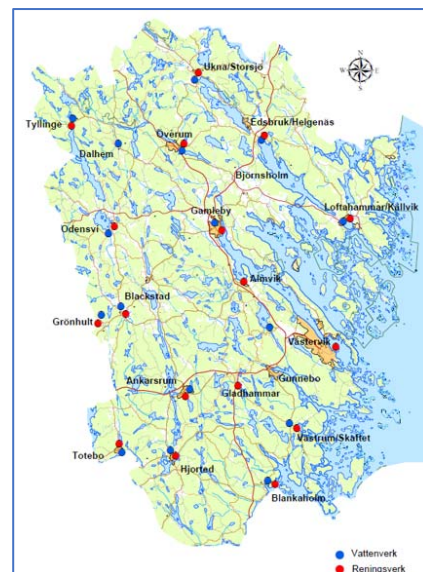 N
W
E
S
Ukna/Storsjö
Tyllinge
Överum
Edsbruk/Helgenäs
Dalhem
Björnsholm
Gamleby
Loftahammar/Källvik
Odensvi
Almvik
Blackstad
Grönhult
Västervik
Gunnebo
Ankarsrum
Gladhammar
Västrum/Skaftet
Totebo
Hjorted
Blankaholm
Vattenverk
Reningsverk